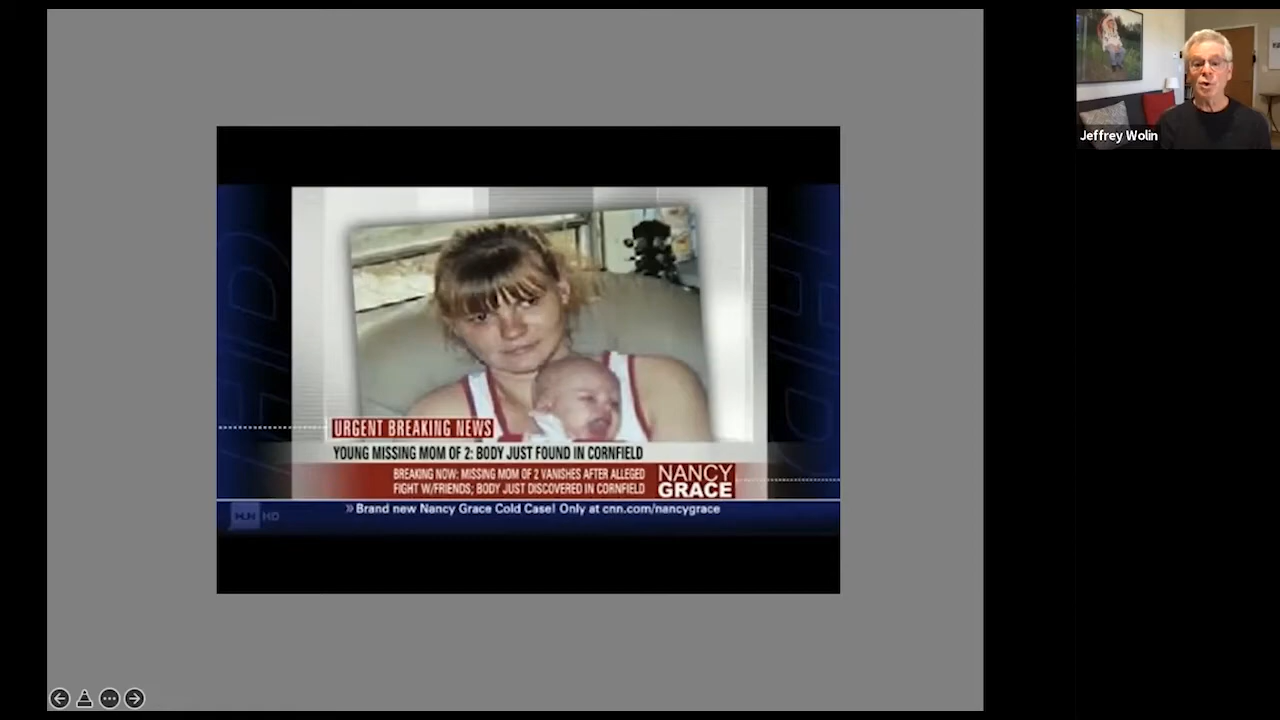 Jeffrey Wolin
URGENT BREAKING NEWS
YOUNG MISSING MOM OF 2: BODY JUST FOUND IN CORNFIELD
BREAKING NOW: MISSING MOM OF 2 VANISHES AFTER ALLEGED
FIGHT W/FRIENDS; BODY JUST DISCOVERED IN CORNFIELD
NANCY
GRACE
HLN HD
» Brand new Nancy Grace Cold Case! Only at cnn.com/nancygrace